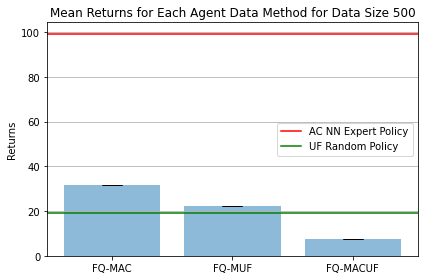 Mean Returns for Each Agent Data Method for Data Size 500
100
80
60
40
20
0
Returns
AC NN Expert Policy
UF Random Policy
FQ-MAC
FQ-MUF
FQ-MACUF